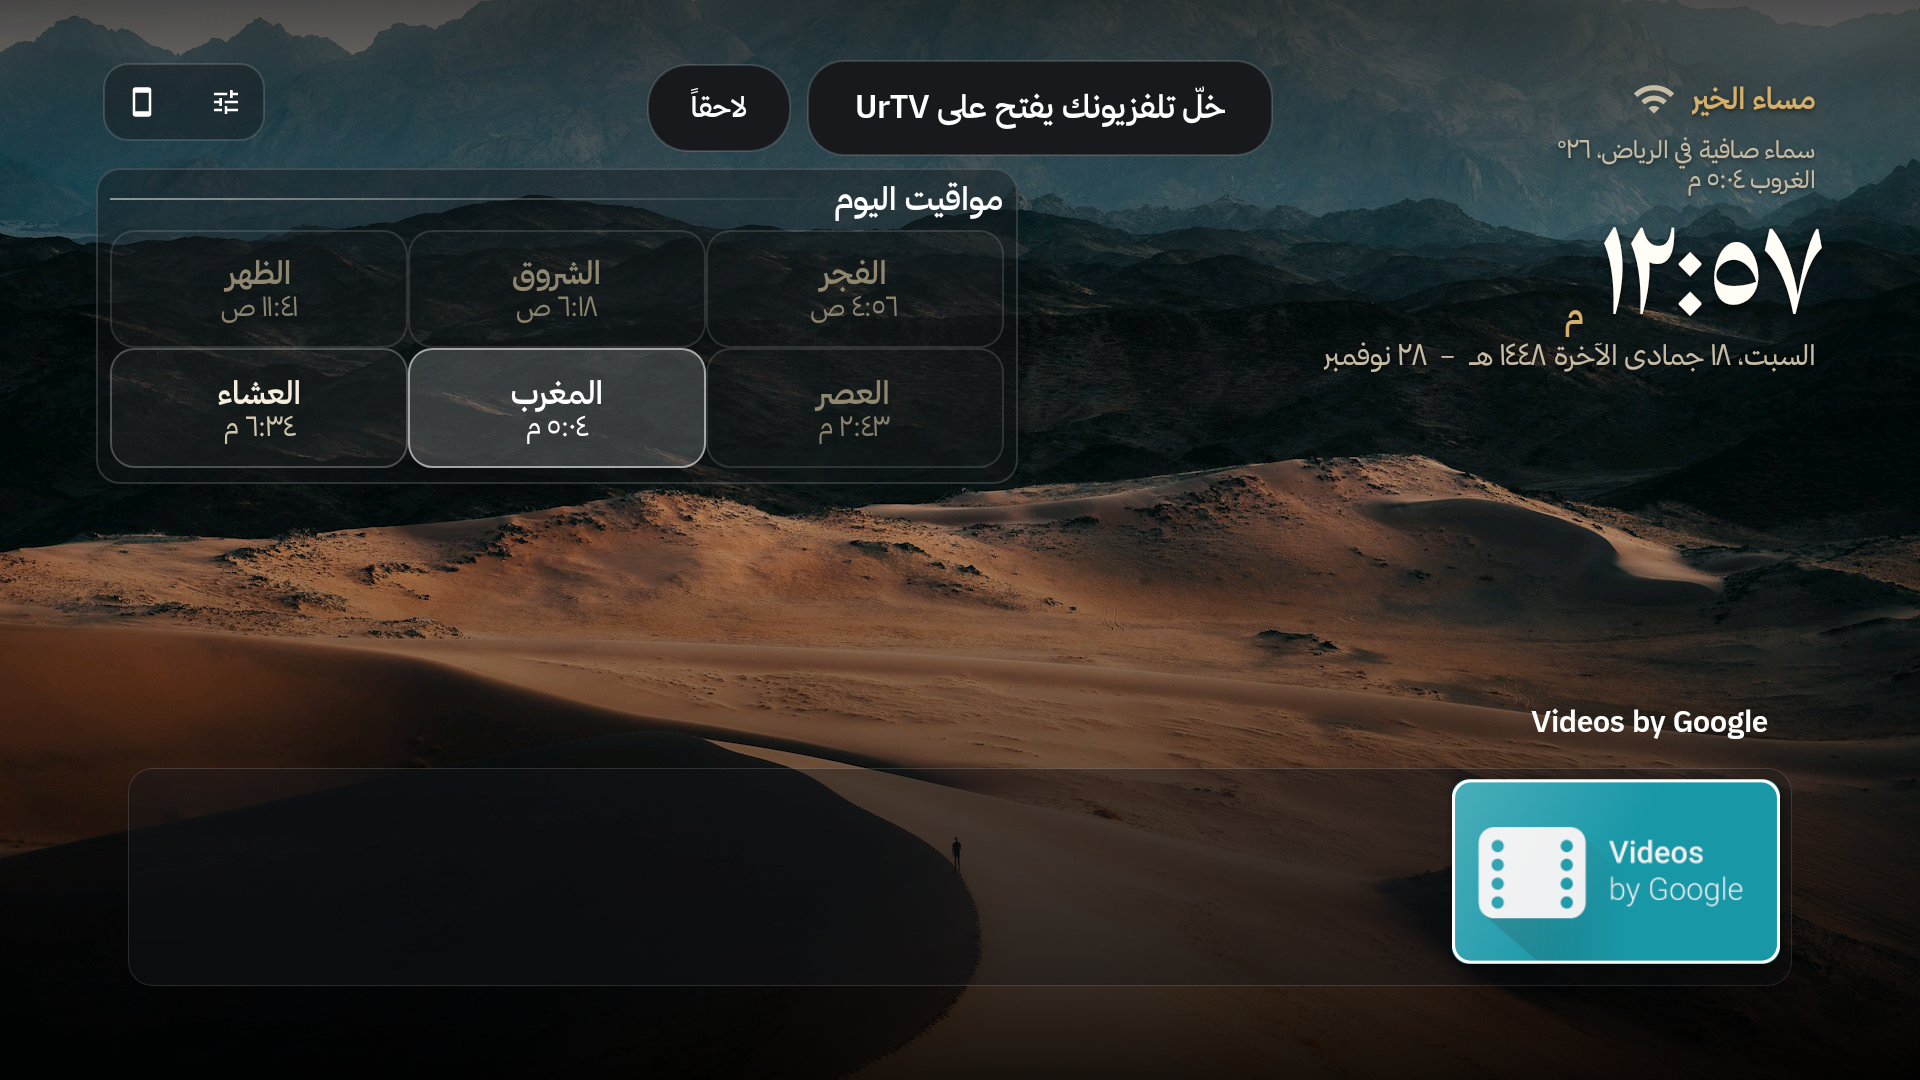 مساء الخير
سماء صافية في الرياض، ٢٦°
الغروب ٥:٠٤ م
١٢:٥٧ م
السبت، ١٨ جمادى الآخرة ١٤٤٨ هـ – ٢٨ نوفمبر
خلّ تلفزيونك يفتح على UrTV
لاحقاً
مواقيت اليوم
الفجر
٤:٥٦ ص
الشروق
٦:١٨ ص
الظهر
١١:٤١ ص
العصر
٢:٤٣ م
المغرب
٥:٠٤ م
العشاء
٦:٣٤ م
Videos by Google
Videos
by Google